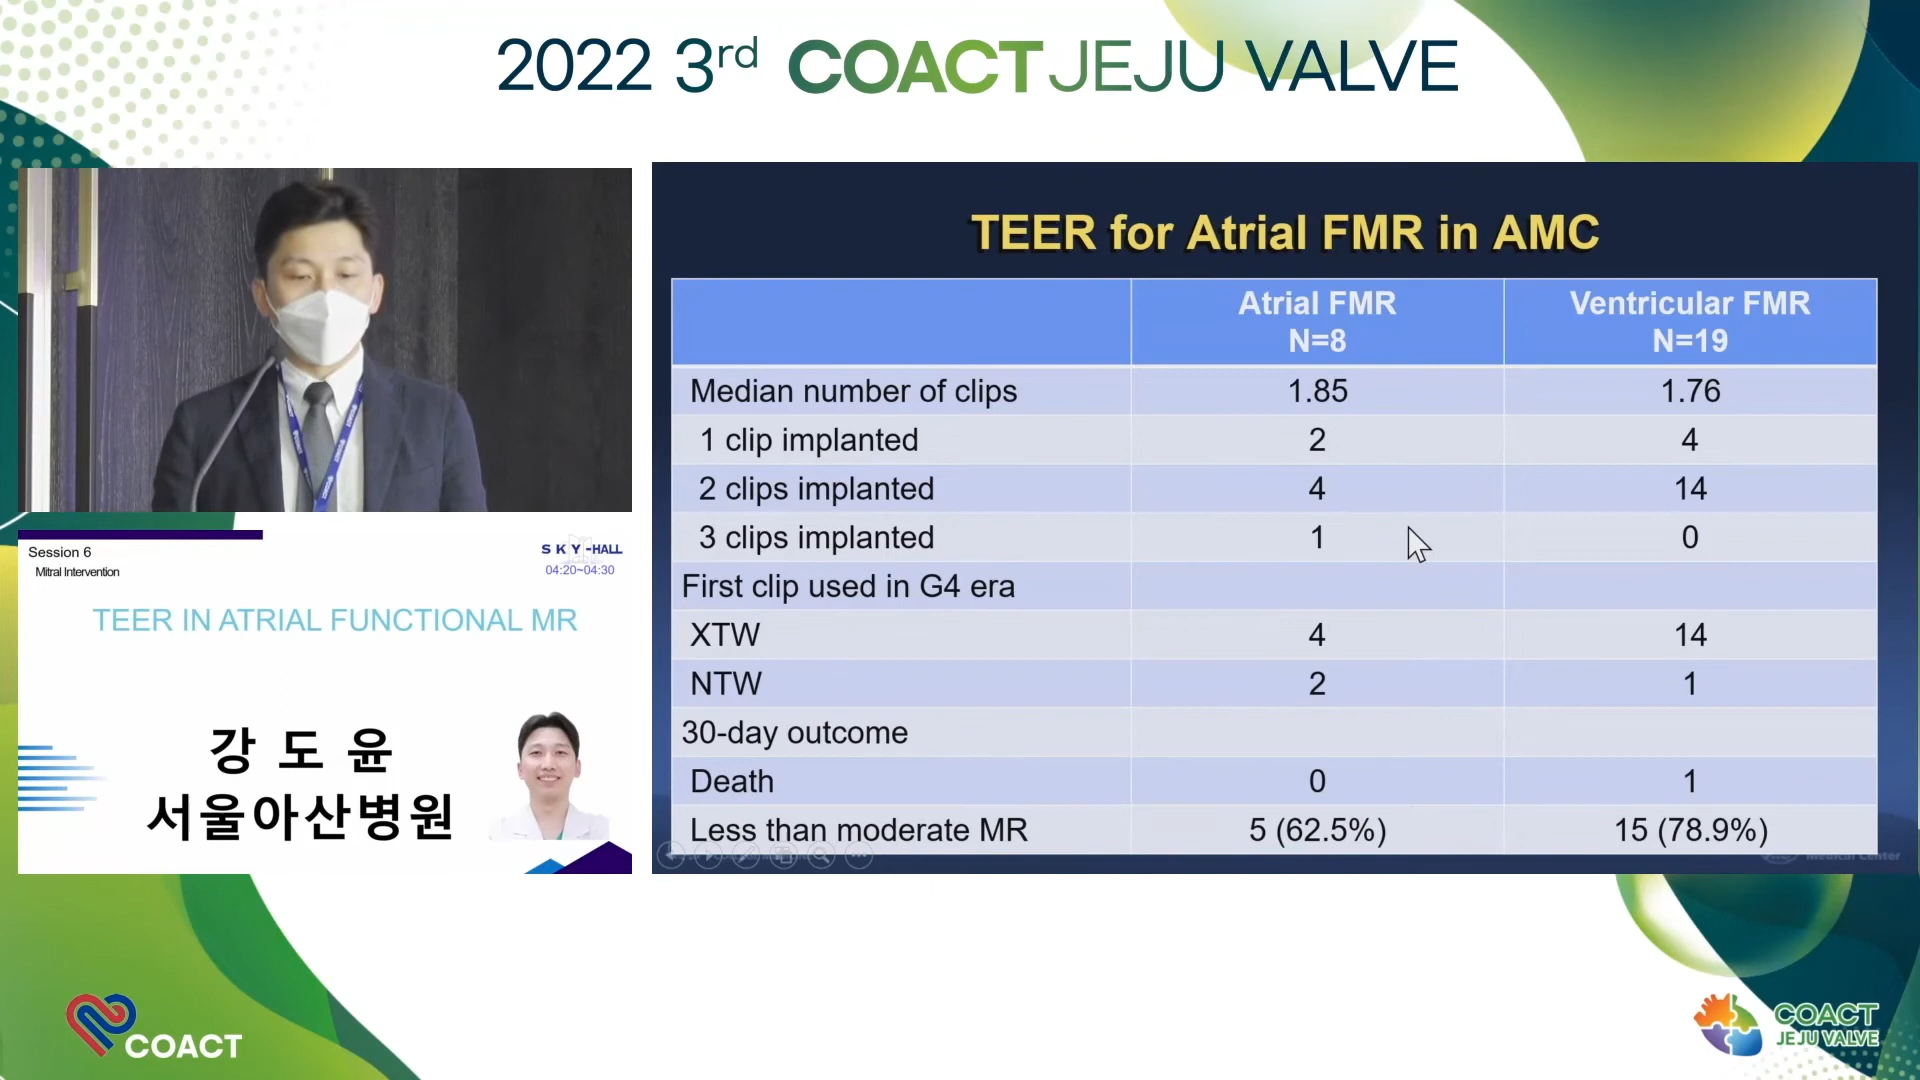 2022 3rd COACT JEJU VALVE
Session 6
Mitral Intervention
SKY-HALL
04:20~04:30
TEER IN ATRIAL FUNCTIONAL MR
강 도 윤
서울아산병원
TEER for Atrial FMR in AMC
Atrial FMR N=8 Ventricular FMR N=19
Median number of clips 1.85 1.76
1 clip implanted 2 4
2 clips implanted 4 14
3 clips implanted 1 0
First clip used in G4 era
XTW 4 14
NTW 2 1
30-day outcome
Death 0 1
Less than moderate MR 5 (62.5%) 15 (78.9%)
Medical Center
COACT
COACT
JEJU VALVE